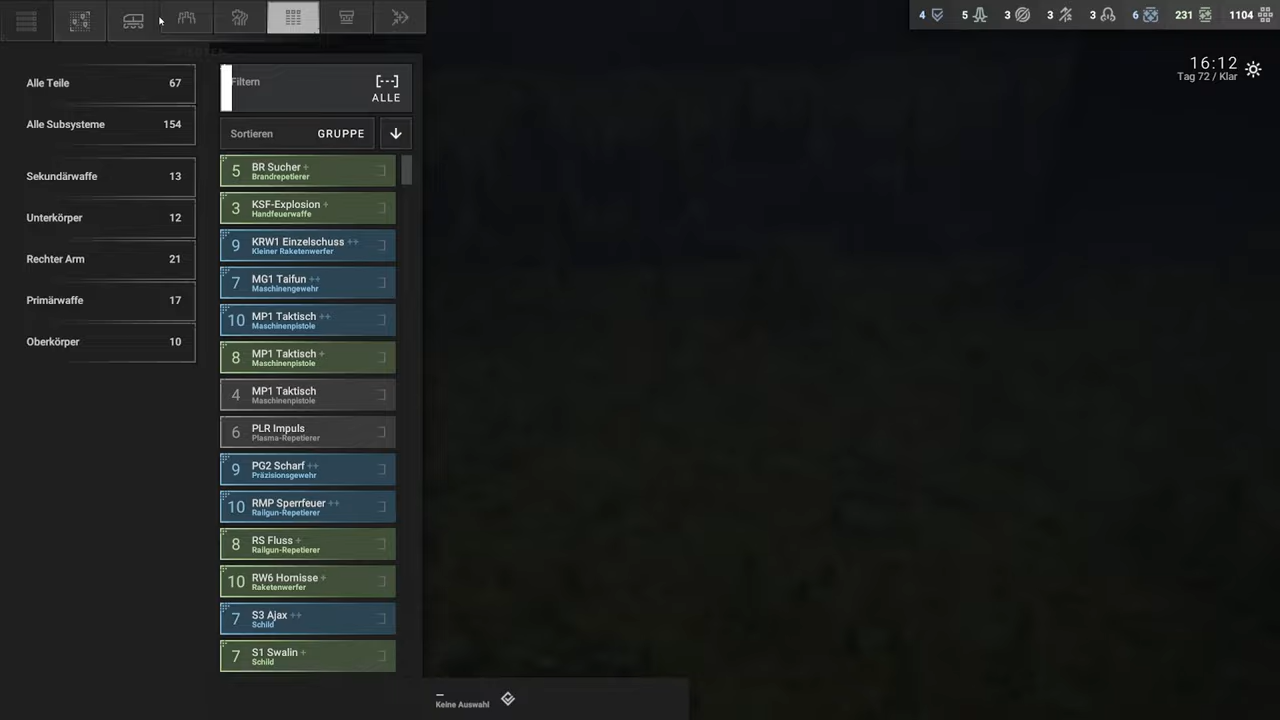 4 5 3 3 3 6 231 1104
16:12
Tag 72 / Klar
Alle Teile 67
Alle Subsysteme 154
Sekundärwaffe 13
Unterkörper 12
Rechter Arm 21
Primärwaffe 17
Oberkörper 10
Filtern [---]
ALLE
Sortieren GRUPPE
5 BR Sucher +
Brandrepetierer
3 KSF-Explosion +
Handfeuerwaffe
9 KRW1 Einzelschuss ++
Kleiner Raketenwerfer
7 MG1 Taifun ++
Maschinengewehr
10 MP1 Taktisch ++
Maschinenpistole
8 MP1 Taktisch +
Maschinenpistole
4 MP1 Taktisch
Maschinenpistole
6 PLR Impuls
Plasma-Repetierer
9 PG2 Scharf ++
Präzisionsgewehr
10 RMP Sperrfeuer ++
Railgun-Repetierer
8 RS Fluss +
Railgun-Repetierer
10 RW6 Hornisse +
Raketenwerfer
7 S3 Ajax ++
Schild
7 S1 Swalin +
Schild
–
Keine Auswahl